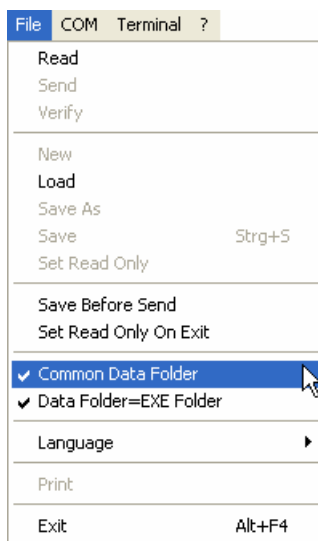 File COM Terminal ?
Read
Send
Verify
New
Load
Save As
Save Strg+S
Set Read Only
Save Before Send
Set Read Only On Exit
Common Data Folder
Data Folder=EXE Folder
Language
Print
Exit Alt+F4